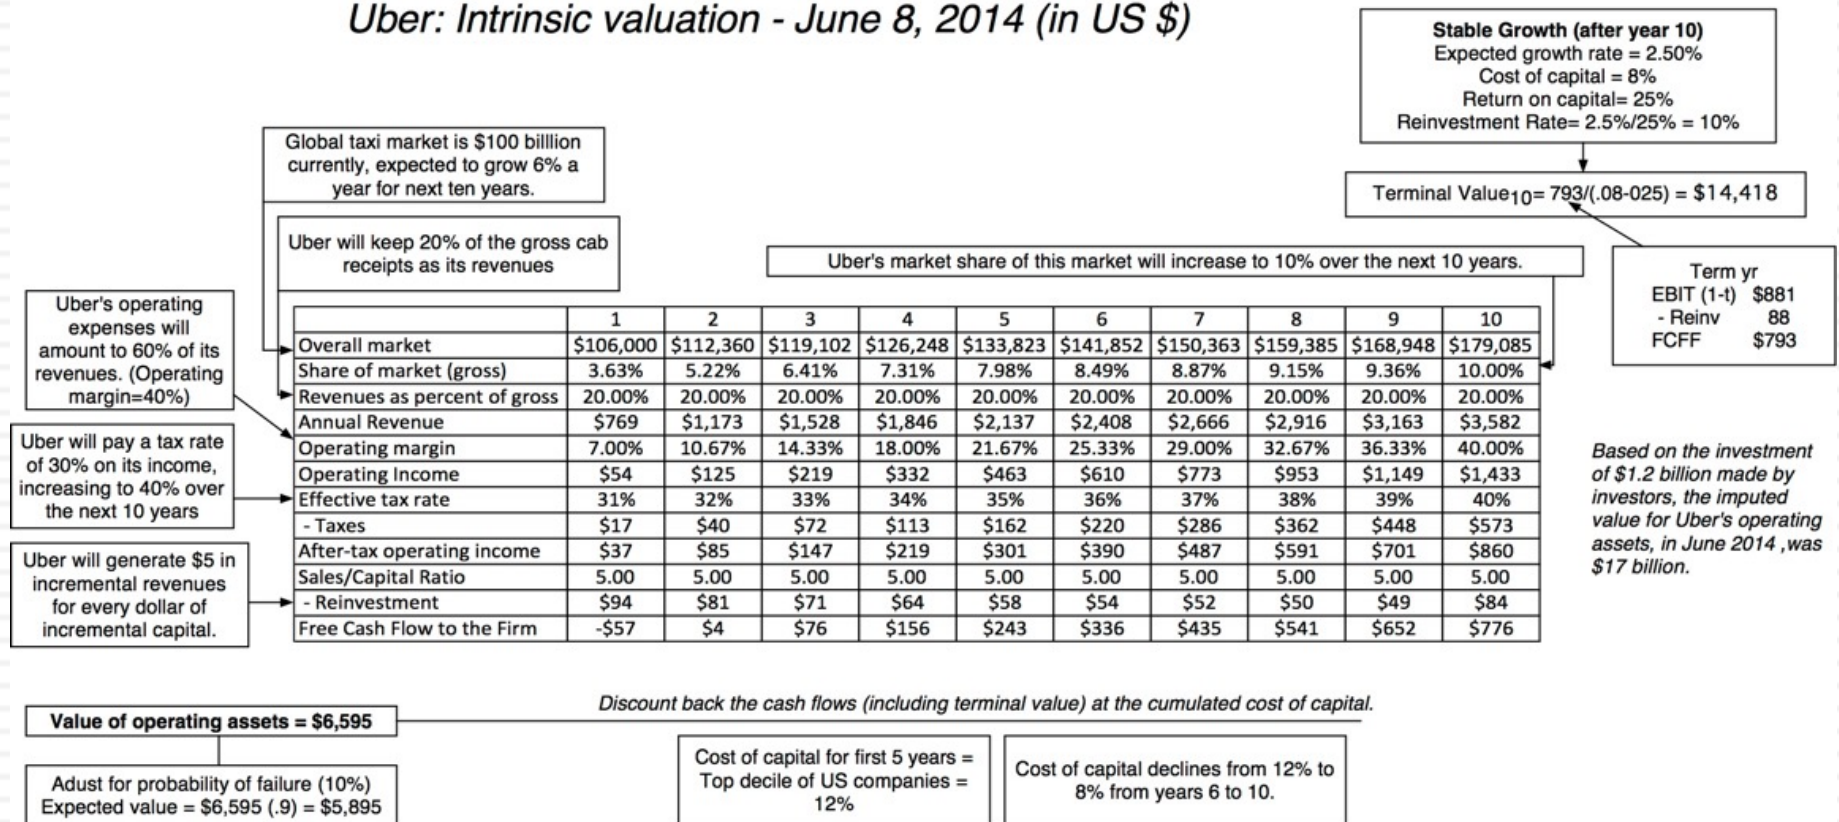 Uber: Intrinsic valuation - June 8, 2014 (in US $)
Stable Growth (after year 10)
Expected growth rate = 2.50%
Cost of capital = 8%
Return on capital= 25%
Reinvestment Rate= 2.5%/25% = 10%
Global taxi market is $100 billlion
currently, expected to grow 6% a
year for next ten years.
Terminal Value10= 793/(.08-025) = $14,418
Uber will keep 20% of the gross cab
receipts as its revenues
Uber's market share of this market will increase to 10% over the next 10 years.
Term yr
EBIT (1-t) $881
- Reinv 88
FCFF $793
Uber's operating
expenses will
amount to 60% of its
revenues. (Operating
margin=40%)
Uber will pay a tax rate
of 30% on its income,
increasing to 40% over
the next 10 years
Uber will generate $5 in
incremental revenues
for every dollar of
incremental capital.
1 2 3 4 5 6 7 8 9 10
Overall market $106,000 $112,360 $119,102 $126,248 $133,823 $141,852 $150,363 $159,385 $168,948 $179,085
Share of market (gross) 3.63% 5.22% 6.41% 7.31% 7.98% 8.49% 8.87% 9.15% 9.36% 10.00%
Revenues as percent of gross 20.00% 20.00% 20.00% 20.00% 20.00% 20.00% 20.00% 20.00% 20.00% 20.00%
Annual Revenue $769 $1,173 $1,528 $1,846 $2,137 $2,408 $2,666 $2,916 $3,163 $3,582
Operating margin 7.00% 10.67% 14.33% 18.00% 21.67% 25.33% 29.00% 32.67% 36.33% 40.00%
Operating Income $54 $125 $219 $332 $463 $610 $773 $953 $1,149 $1,433
Effective tax rate 31% 32% 33% 34% 35% 36% 37% 38% 39% 40%
- Taxes $17 $40 $72 $113 $162 $220 $286 $362 $448 $573
After-tax operating income $37 $85 $147 $219 $301 $390 $487 $591 $701 $860
Sales/Capital Ratio 5.00 5.00 5.00 5.00 5.00 5.00 5.00 5.00 5.00 5.00
- Reinvestment $94 $81 $71 $64 $58 $54 $52 $50 $49 $84
Free Cash Flow to the Firm -$57 $4 $76 $156 $243 $336 $435 $541 $652 $776
Based on the investment
of $1.2 billion made by
investors, the imputed
value for Uber's operating
assets, in June 2014 ,was
$17 billion.
Discount back the cash flows (including terminal value) at the cumulated cost of capital.
Value of operating assets = $6,595
Adust for probability of failure (10%)
Expected value = $6,595 (.9) = $5,895
Cost of capital for first 5 years =
Top decile of US companies =
12%
Cost of capital declines from 12% to
8% from years 6 to 10.